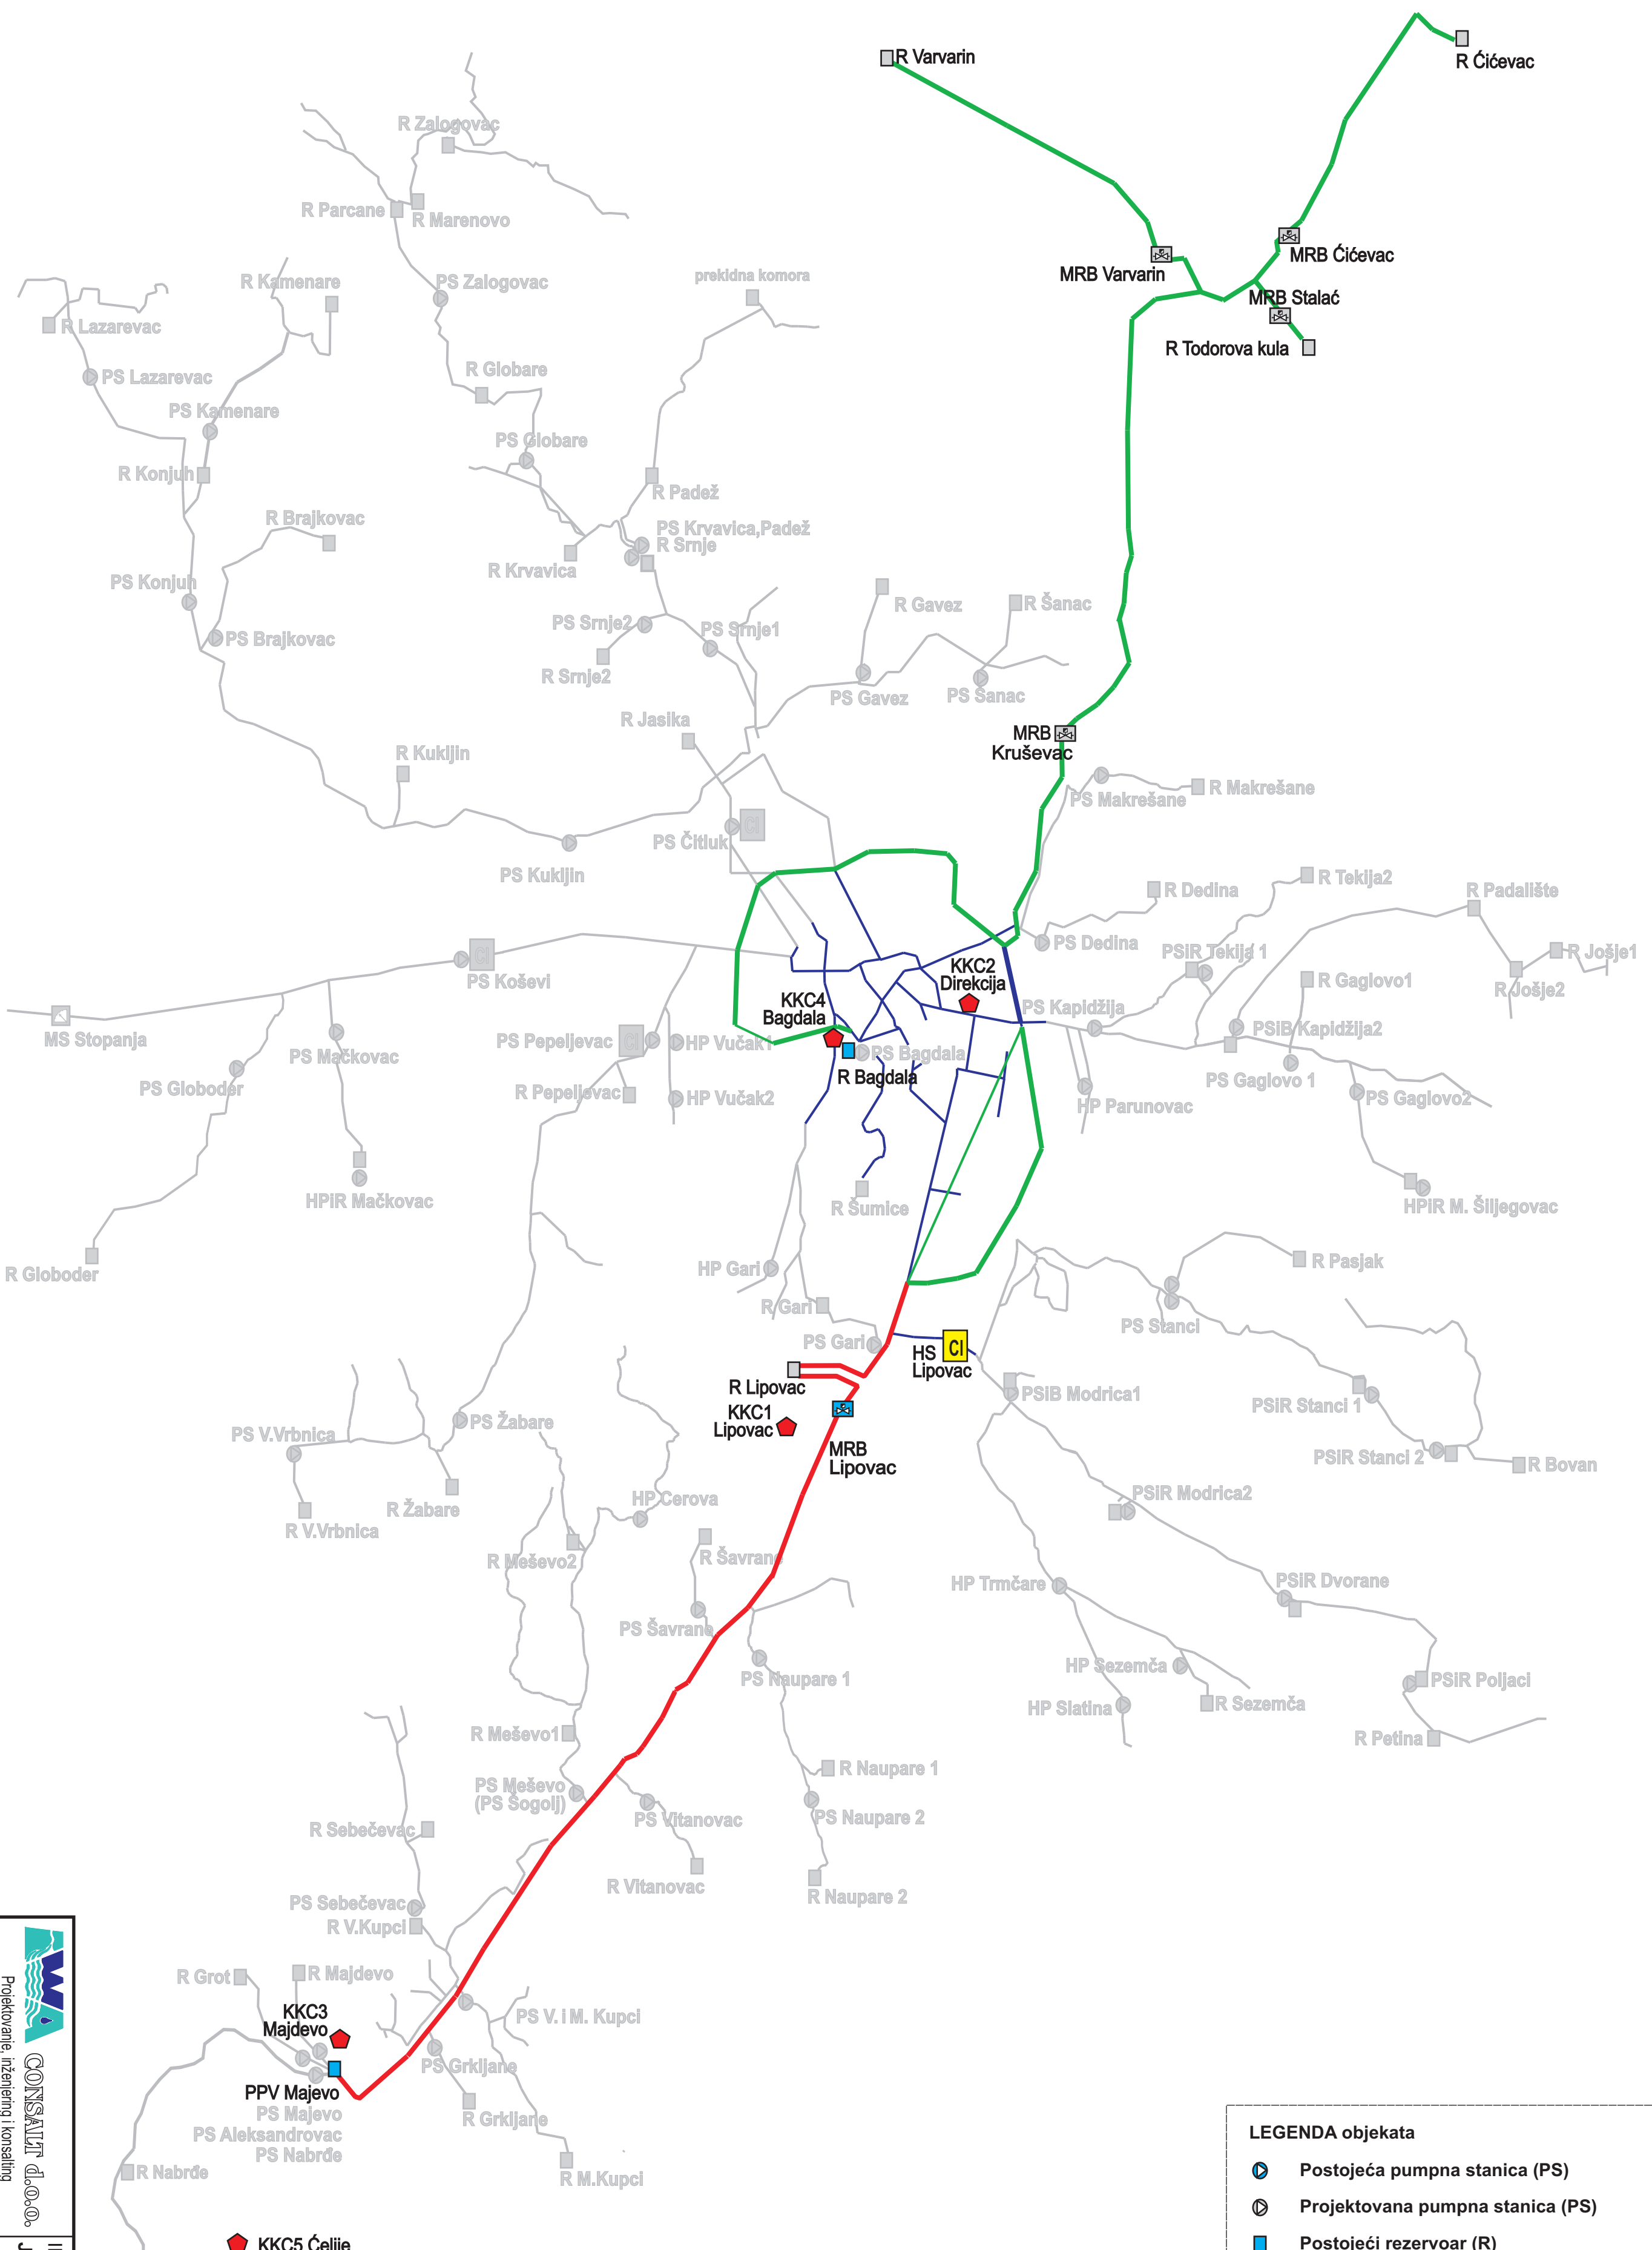 R Varvarin
R Ćićevac
R Zalogovac
R Parcane
R Marenovo
MRB Ćićevac
MRB Varvarin
R Kamenare
PS Zalogovac
prekidna komora
MRB Stalać
R Lazarevac
R Todorova kula
R Globare
PS Lazarevac
PS Kamenare
PS Globare
R Konjuh
R Padež
R Brajkovac
PS Krvavica,Padež
R Srnje
R Krvavica
PS Konjuh
R Gavez
R Šanac
PS Srnje2
PS Srnje1
PS Brajkovac
R Srnje2
PS Gavez
PS Šanac
R Jasika
MRB
Kruševac
R Kukljin
PS Makrešane
R Makrešane
CI
PS Čitluk
PS Kukljin
R Tekija2
R Dedina
R Padalište
PS Dedina
PSiR Tekija 1
R Jošje1
CI
PS Koševi
KKC2
Direkcija
R Gaglovo1
R Jošje2
KKC4
Bagdala
PS Kapidžija
PSiB Kapidžija2
MS Stopanja
PS Mačkovac
PS Pepeljevac
CI
HP Vučak1
PS Bagdala
R Bagdala
PS Globoder
R Pepeljevac
HP Vučak2
PS Gaglovo 1
HP Parunovac
PS Gaglovo2
HPiR Mačkovac
R Šumice
HPiR M. Šiljegovac
R Globoder
HP Gari
R Pasjak
R Gari
PS Stanci
PS Gari
HS
Lipovac
CI
R Lipovac
PSiB Modrica1
KKC1
Lipovac
PSiR Stanci 1
PS V.Vrbnica
PS Žabare
MRB
Lipovac
PSiR Stanci 2
R Bovan
R V.Vrbnica
R Žabare
HP Cerova
PSiR Modrica2
R Meševo2
R Šavrane
HP Trmčare
PSiR Dvorane
PS Šavrane
PS Naupare 1
HP Sezemča
PSiR Poljaci
HP Slatina
R Sezemča
R Meševo1
R Petina
R Naupare 1
PS Meševo
(PS Šogolj)
PS Vitanovac
PS Naupare 2
R Sebečevac
R Vitanovac
R Naupare 2
PS Sebečevac
R V.Kupci
R Grot
R Majdevo
KKC3
Majdevo
PS V. i M. Kupci
PS Grkljane
PPV Majevo
PS Majevo
PS Aleksandrovac
PS Nabrđe
R Grkljane
R Nabrđe
R M.Kupci
KKC5 Ćelije
CONSALT d.o.o.
Projektovanje, inženjering i konsalting
LEGENDA objekata
Postojeća pumpna stanica (PS)
Projektovana pumpna stanica (PS)
Postojeći rezervoar (R)